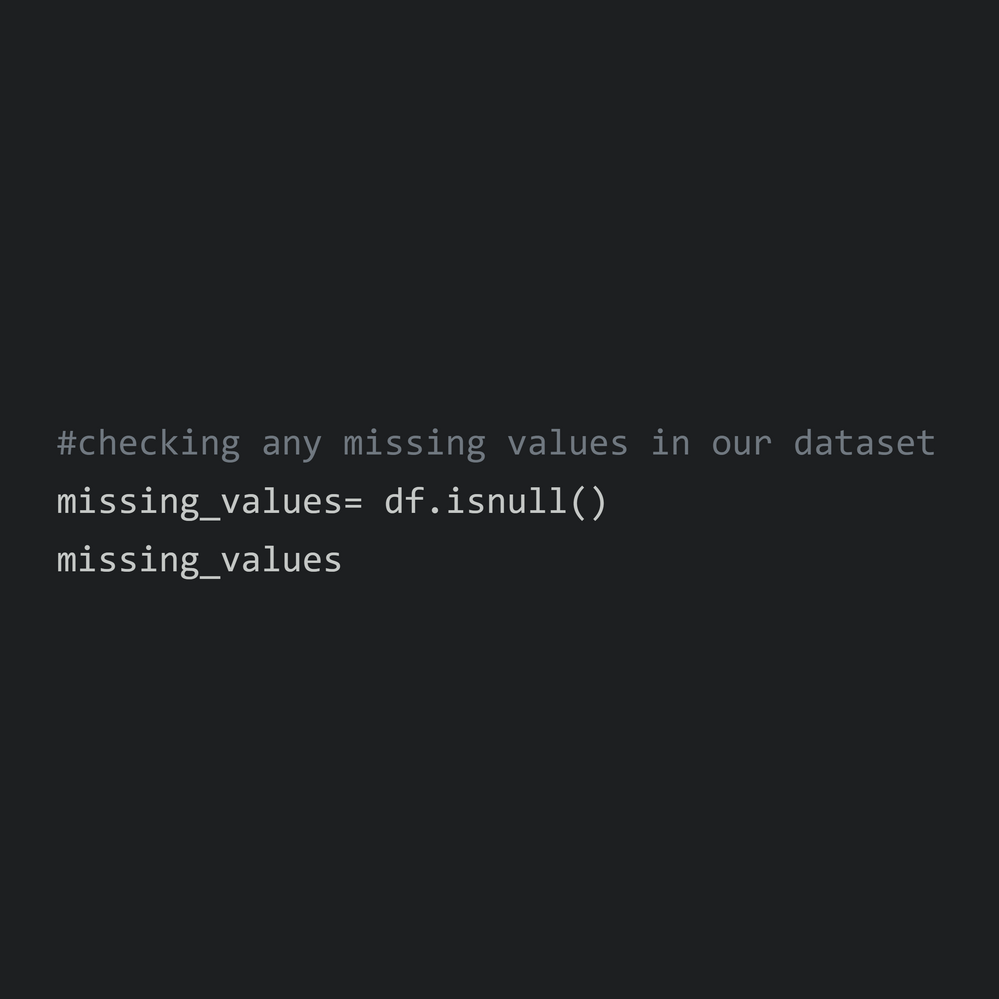 #checking any missing values in our dataset
missing_values= df.isnull()
missing_values